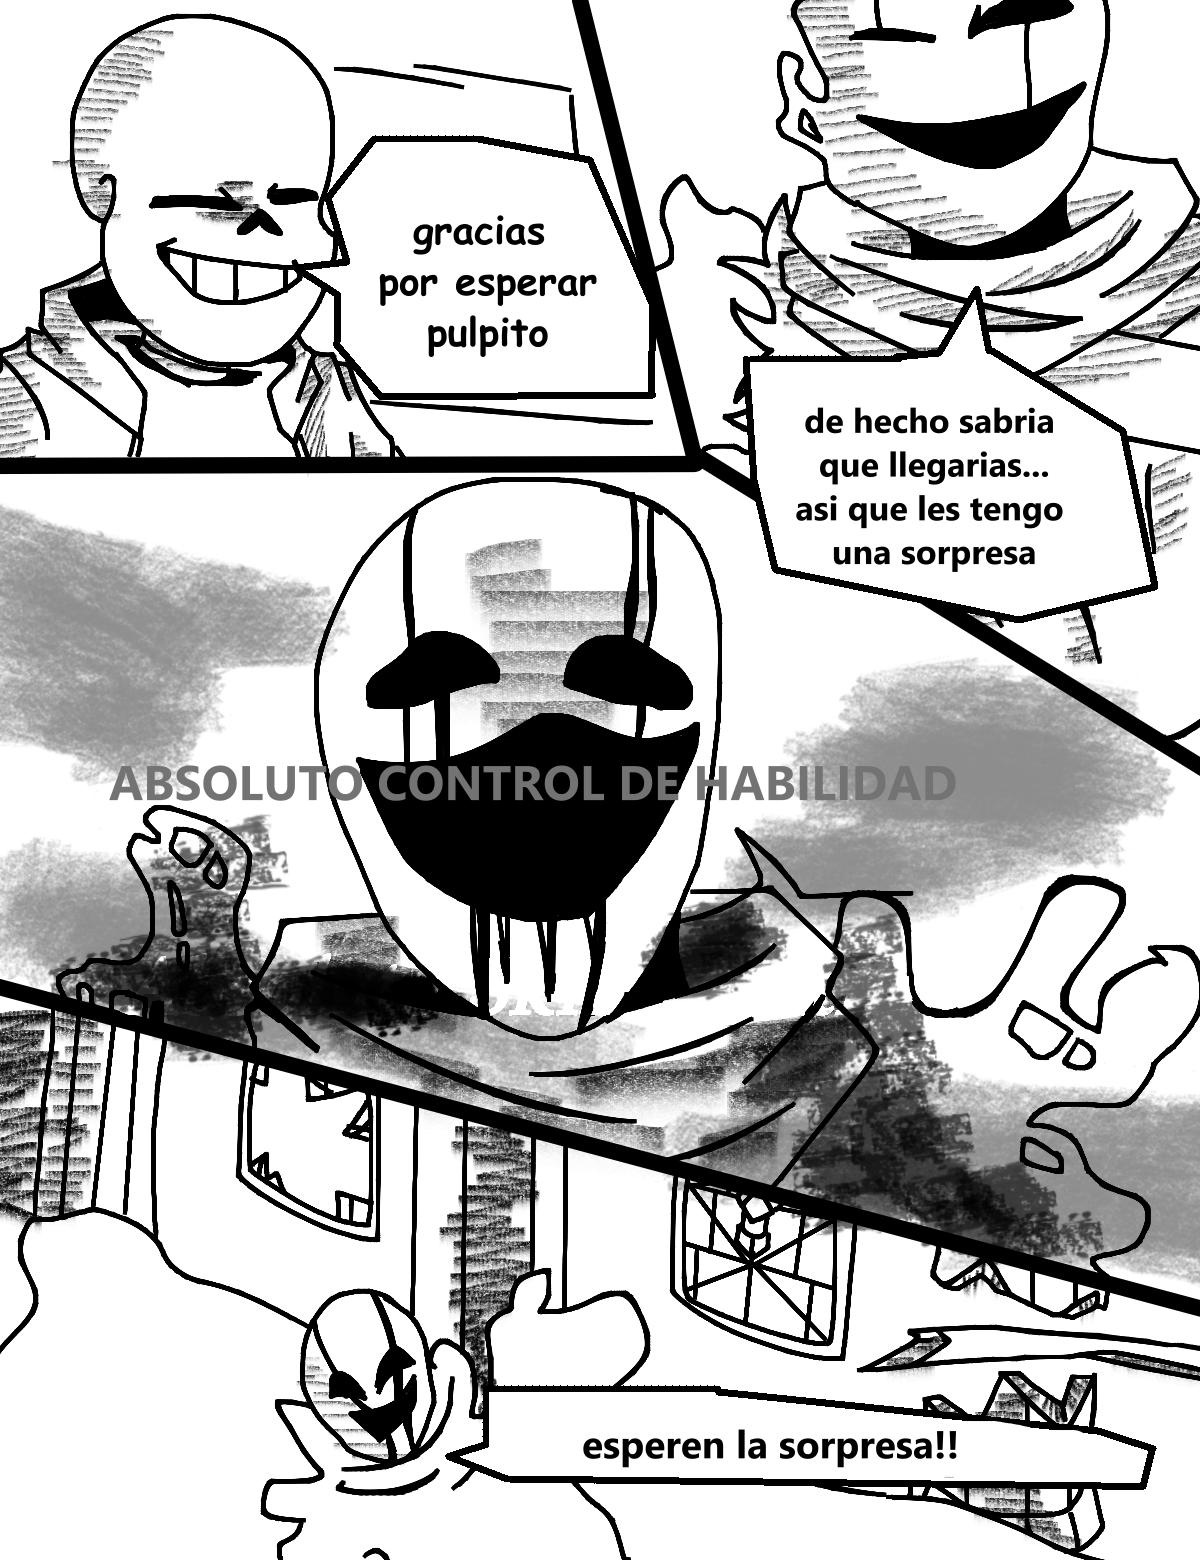 gracias
por esperar
pulpito
de hecho sabria
que llegarias...
asi que les tengo
una sorpresa
ABSOLUTO CONTROL DE HABILIDAD
esperen la sorpresa!!